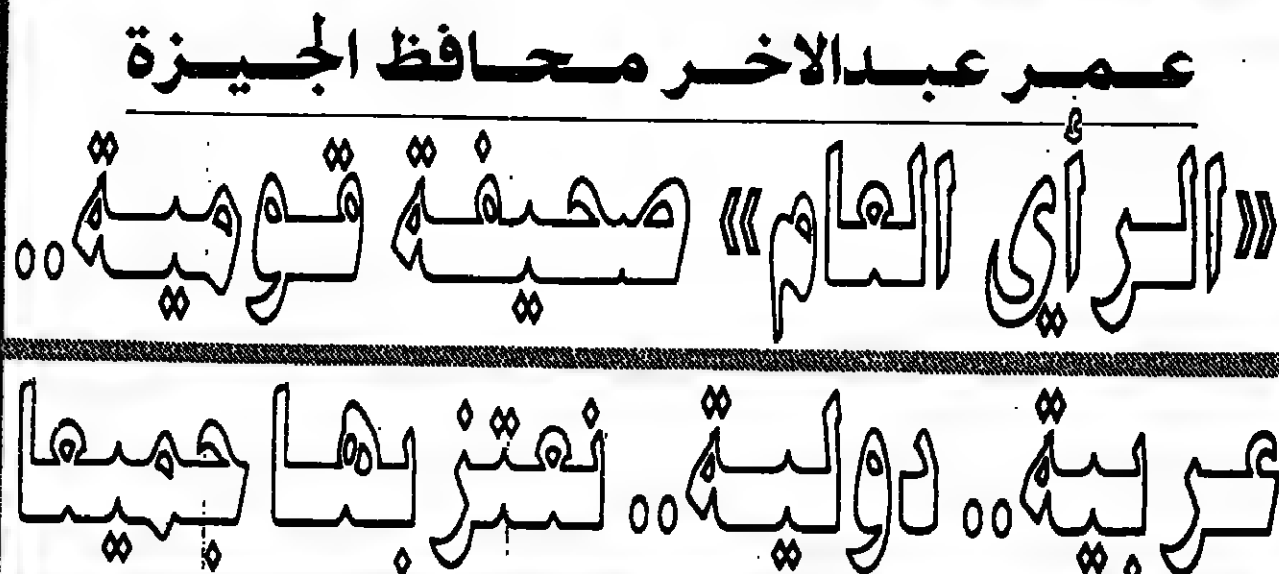 عمر عبدالاخر محافظ الجيزة
«الرأي العام» صحيفة قومية..
عربية.. دولية.. نعتز بها جميعا